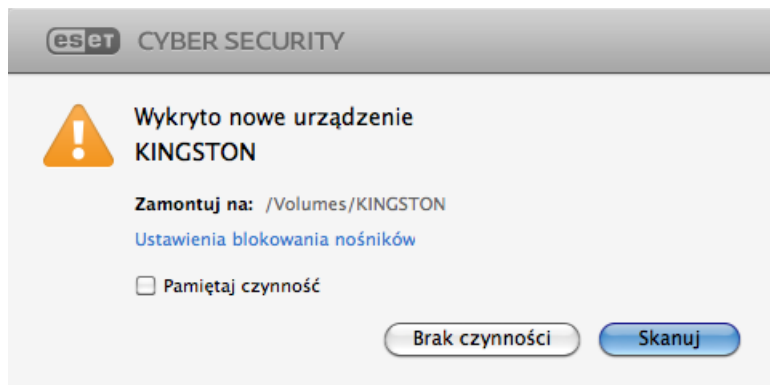 eseT CYBER SECURITY
Wykryto nowe urządzenie
KINGSTON
Zamontuj na: /Volumes/KINGSTON
Ustawienia blokowania nośników
Pamiętaj czynność
Brak czynności Skanuj